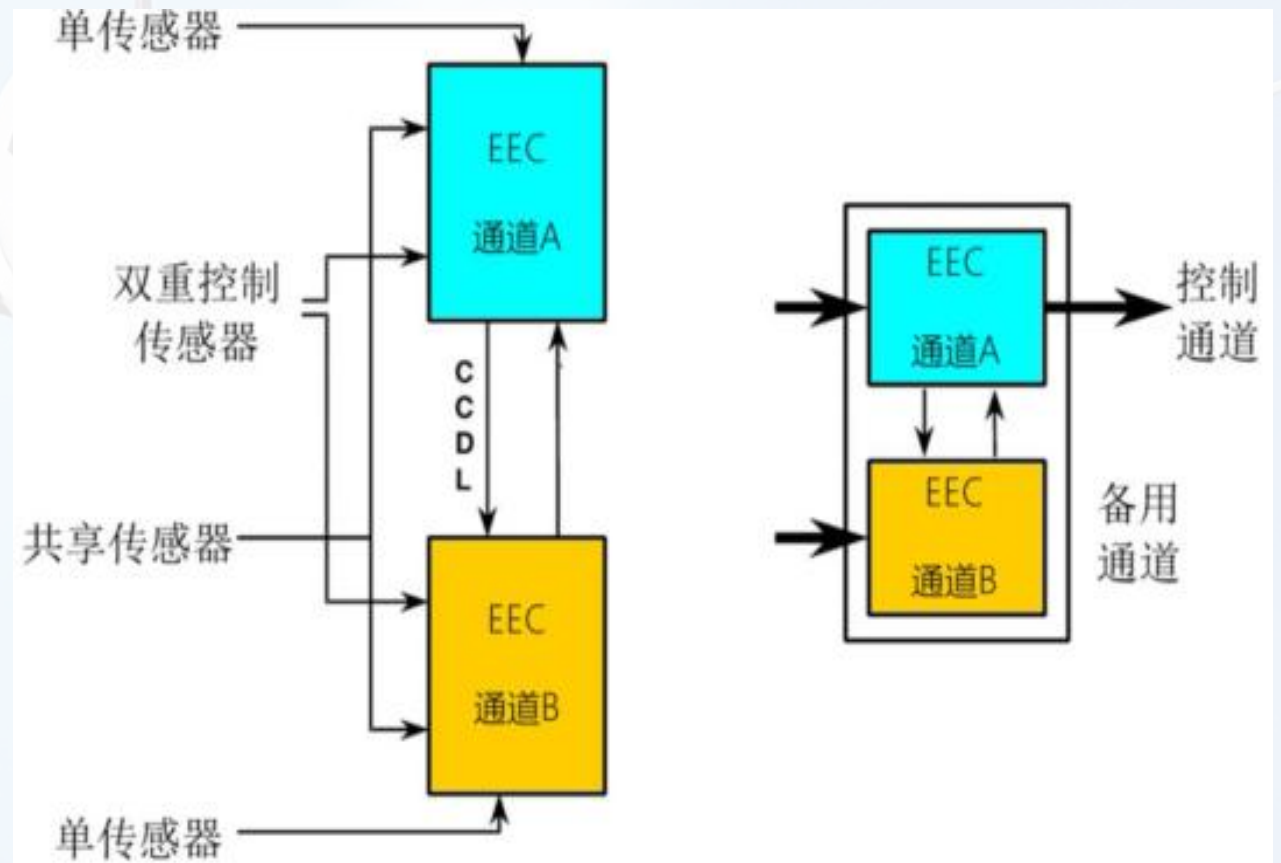 单传感器
EEC
通道A
双重控制
传感器
C
C
D
L
共享传感器
EEC
通道B
单传感器
EEC
通道A
控制
通道
EEC
通道B
备用
通道